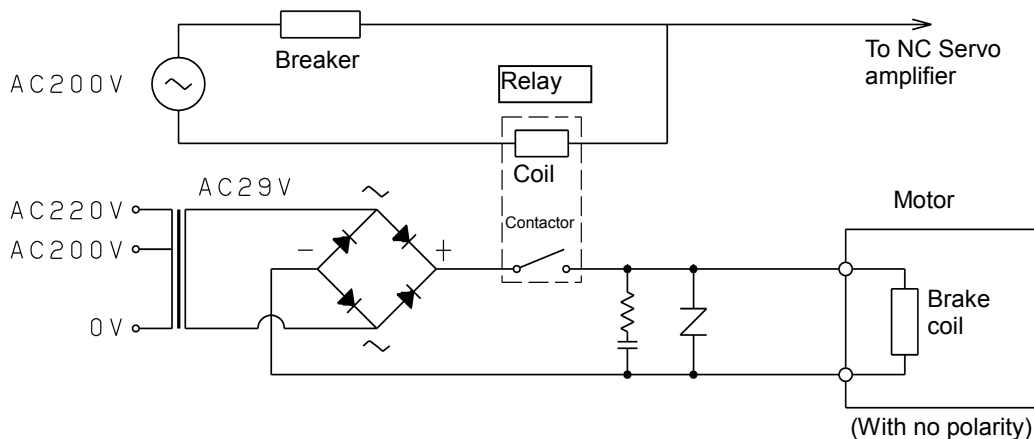 Breaker
To NC Servo
amplifier
AC200V
Relay
Coil
AC29V
AC220V
Motor
Contactor
AC200V
− +
Brake
coil
0V
(With no polarity)